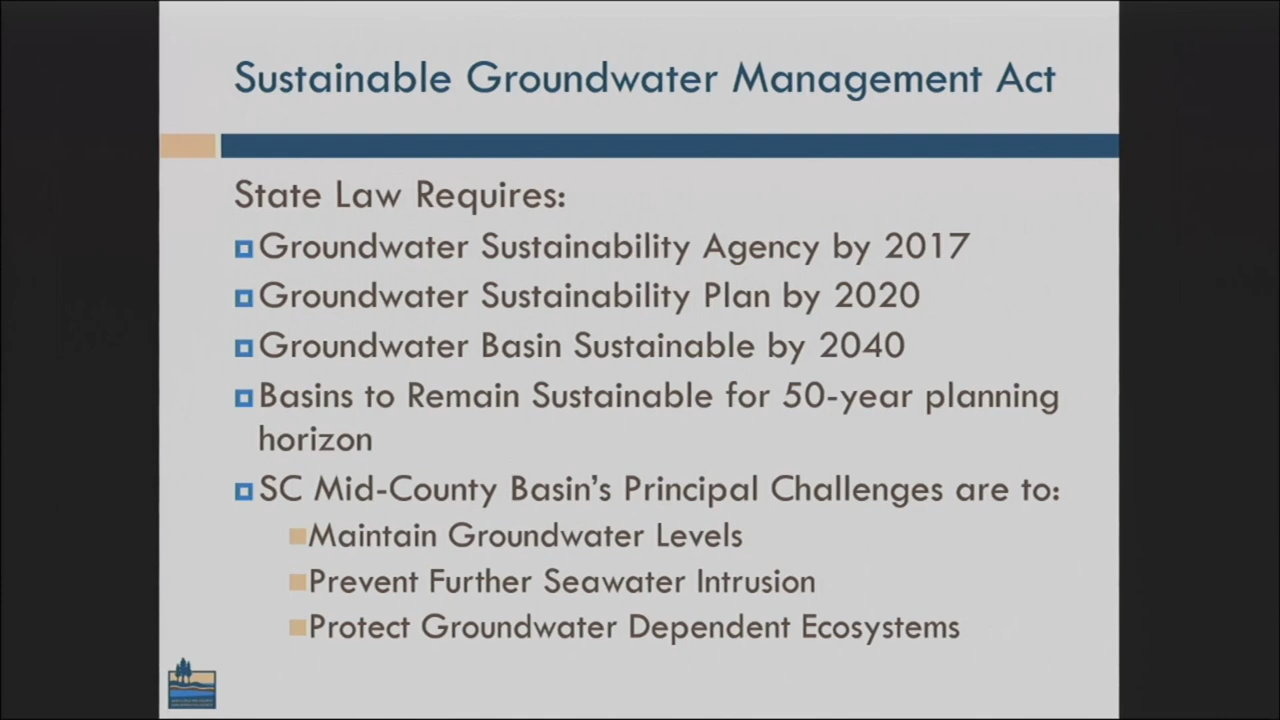 Sustainable Groundwater Management Act
State Law Requires:
Groundwater Sustainability Agency by 2017
Groundwater Sustainability Plan by 2020
Groundwater Basin Sustainable by 2040
Basins to Remain Sustainable for 50-year planning
horizon
SC Mid-County Basin's Principal Challenges are to:
Maintain Groundwater Levels
Prevent Further Seawater Intrusion
Protect Groundwater Dependent Ecosystems